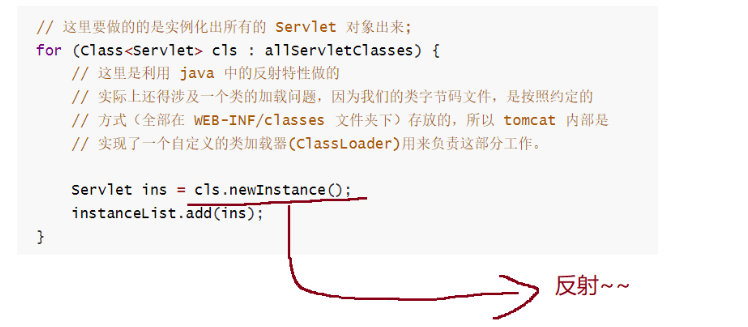 // 这里要做的的是实例化出所有的 Servlet 对象出来;
for (Class<Servlet> cls : allServletClasses) {
// 这里是利用 java 中的反射特性做的
// 实际上还得涉及一个类的加载问题，因为我们的类字节码文件，是按照约定的
// 方式（全部在 WEB-INF/classes 文件夹下）存放的，所以 tomcat 内部是
// 实现了一个自定义的类加载器(ClassLoader)用来负责这部分工作。
Servlet ins = cls.newInstance();
instanceList.add(ins);
}
反射~~